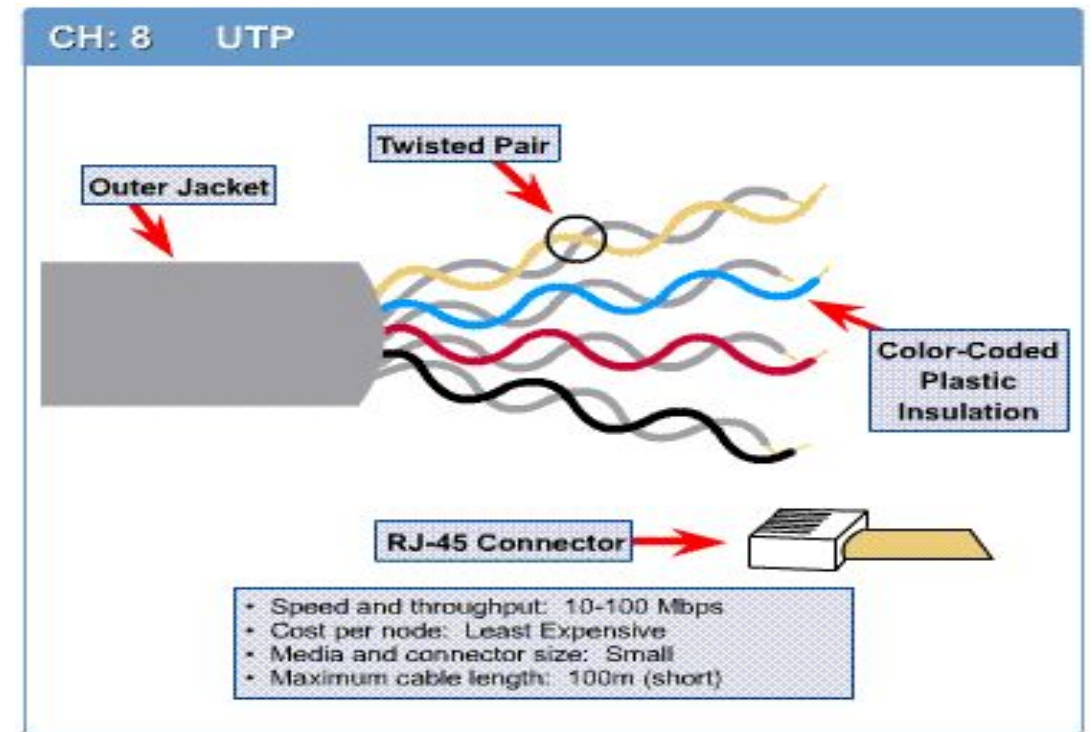 CH: 8 UTP
Twisted Pair
Outer Jacket
Color-Coded
Plastic
Insulation
RJ-45 Connector
• Speed and throughput: 10-100 Mbps
• Cost per node: Least Expensive
• Media and connector size: Small
• Maximum cable length: 100m (short)